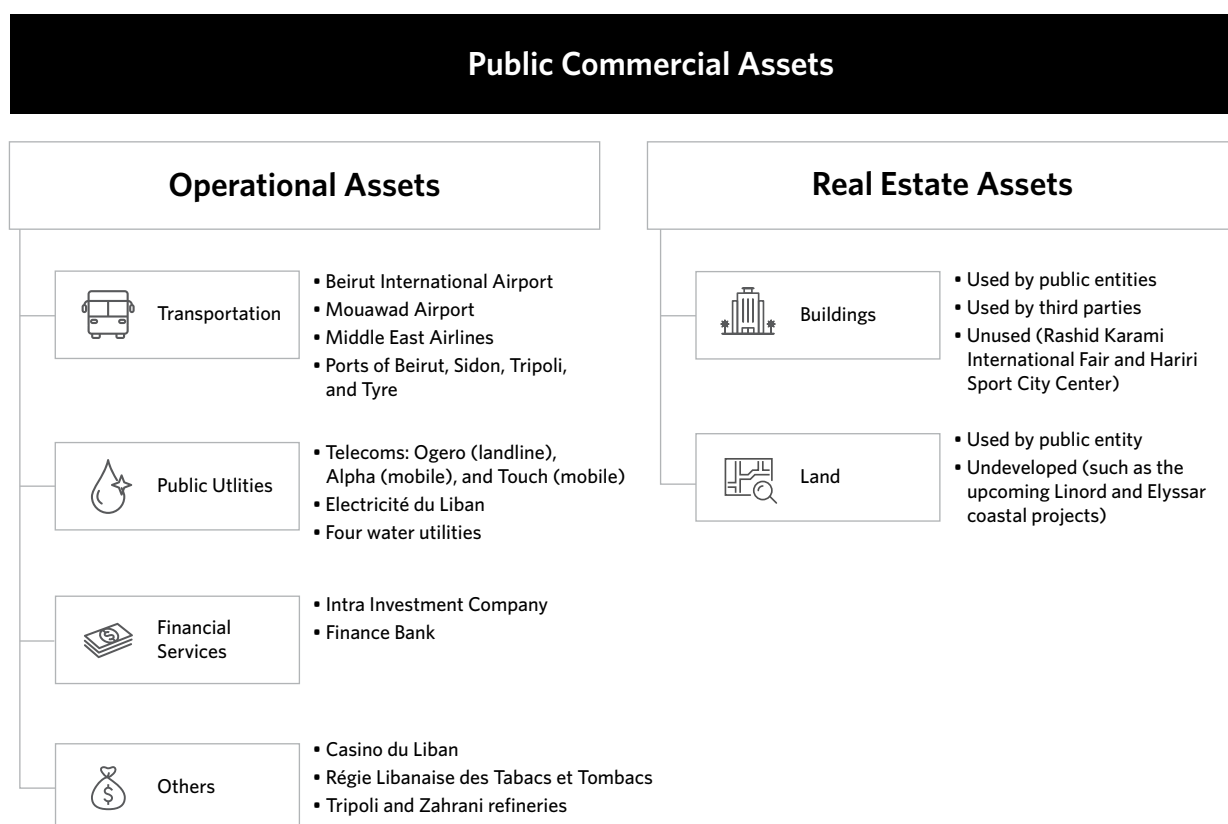 Public Commercial Assets
Operational Assets
Transportation
• Beirut International Airport
• Mouawad Airport
• Middle East Airlines
• Ports of Beirut, Sidon, Tripoli,
and Tyre
Public Utlities
• Telecoms: Ogero (landline),
Alpha (mobile), and Touch (mobile)
• Electricité du Liban
• Four water utilities
Financial
Services
• Intra Investment Company
• Finance Bank
Others
• Casino du Liban
• Régie Libanaise des Tabacs et Tombacs
• Tripoli and Zahrani refineries
Real Estate Assets
Buildings
• Used by public entities
• Used by third parties
• Unused (Rashid Karami
International Fair and Hariri
Sport City Center)
Land
• Used by public entity
• Undeveloped (such as the
upcoming Linord and Elyssar
coastal projects)